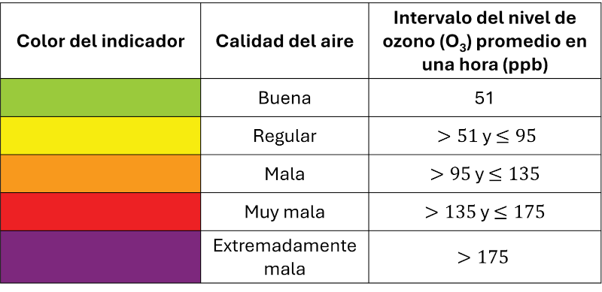 Color del indicador
Calidad del aire
Intervalo del nivel de
ozono (O₃) promedio en
una hora (ppb)
Buena
51
Regular
> 51 y ≤ 95
Mala
> 95 y ≤ 135
Muy mala
> 135 y ≤ 175
Extremadamente
mala
> 175